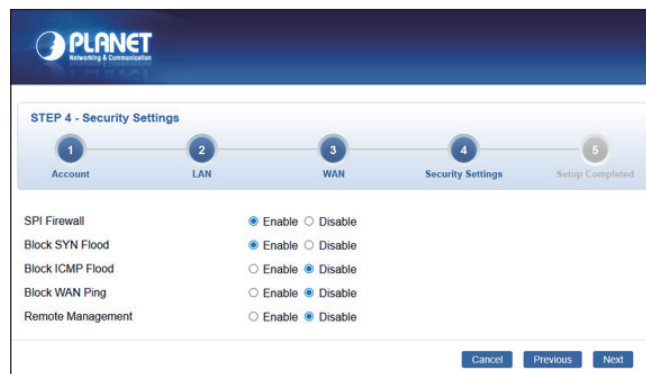 PLANET
Networking & Communication
STEP 4 - Security Settings
1 2 3 4 5
Account LAN WAN Security Settings Setup Completed
SPI Firewall Enable Disable
Block SYN Flood Enable Disable
Block ICMP Flood Enable Disable
Block WAN Ping Enable Disable
Remote Management Enable Disable
Cancel Previous Next